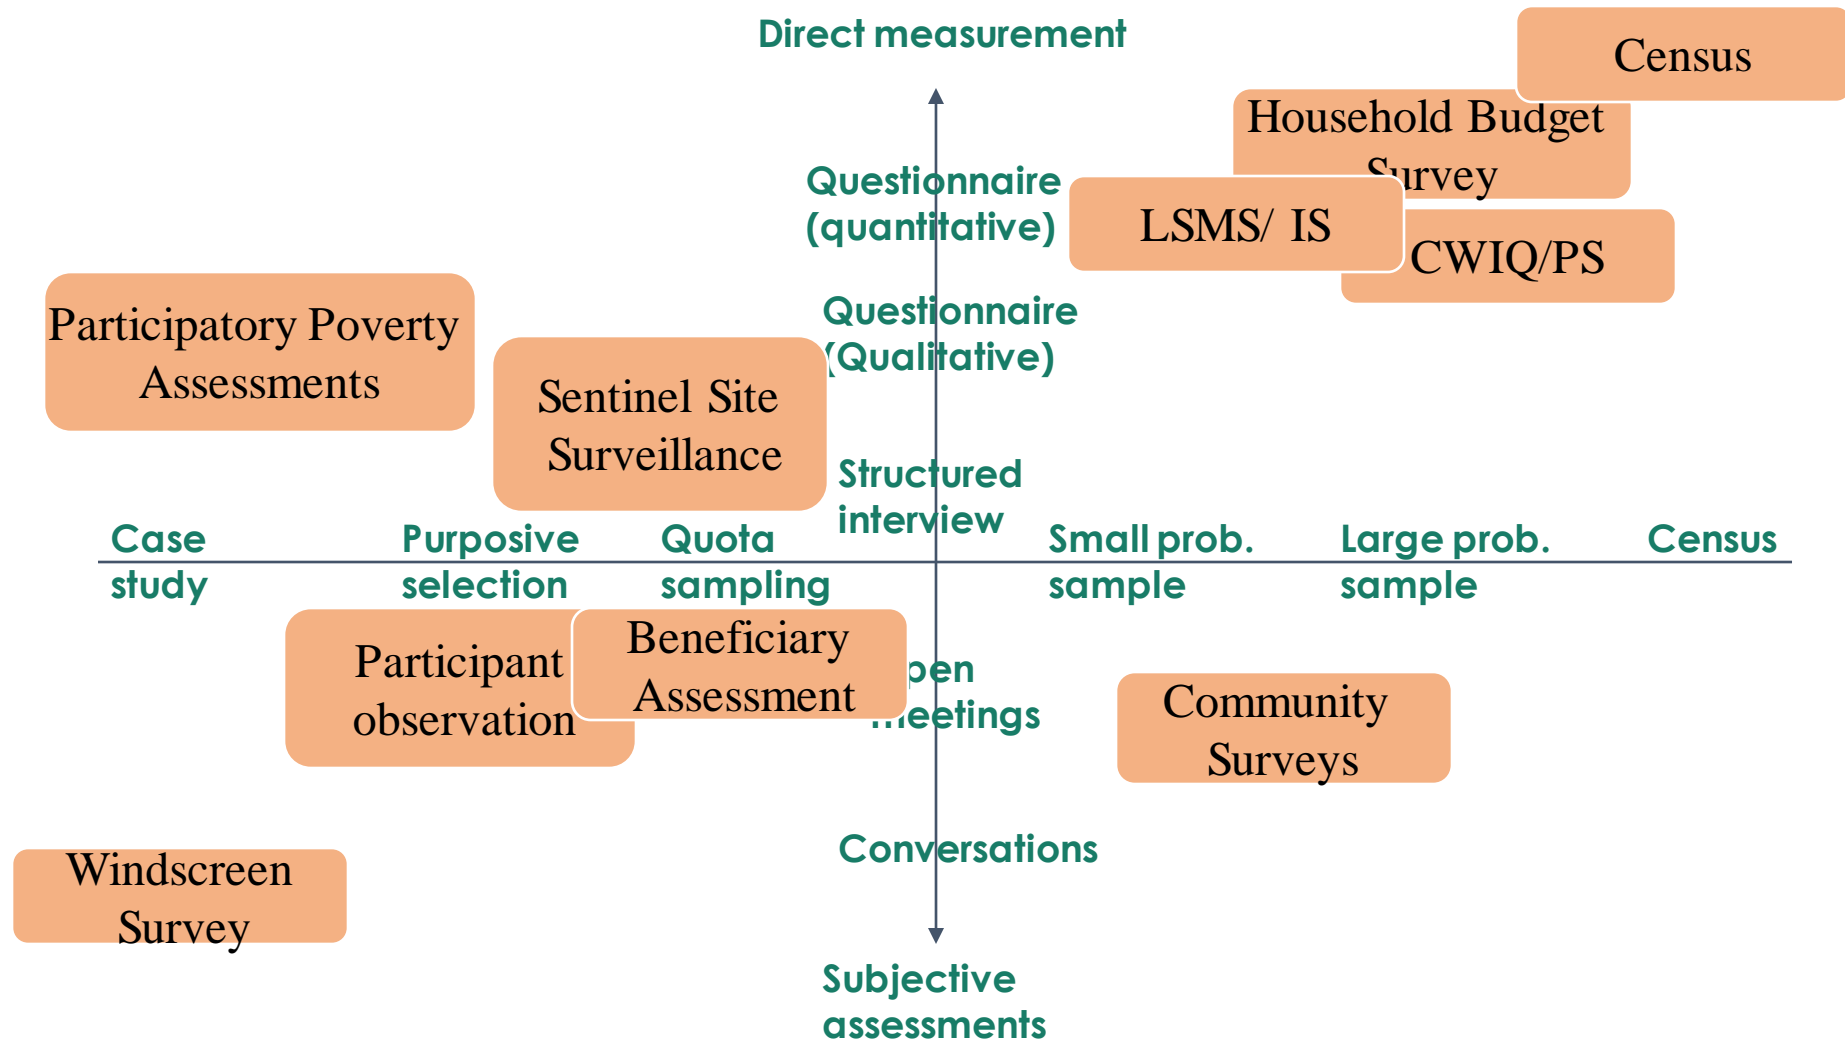 Direct measurement
Census
Household Budget
Survey
Questionnaire
(quantitative)
LSMS/ IS
CWIQ/PS
Participatory Poverty
Assessments
Questionnaire
(Qualitative)
Sentinel Site
Surveillance
Structured
interview
Case
study
Purposive
selection
Quota
sampling
Small prob.
sample
Large prob.
sample
Census
Participant
observation
Beneficiary
Assessment
pen
meetings
Community
Surveys
Conversations
Windscreen
Survey
Subjective
assessments